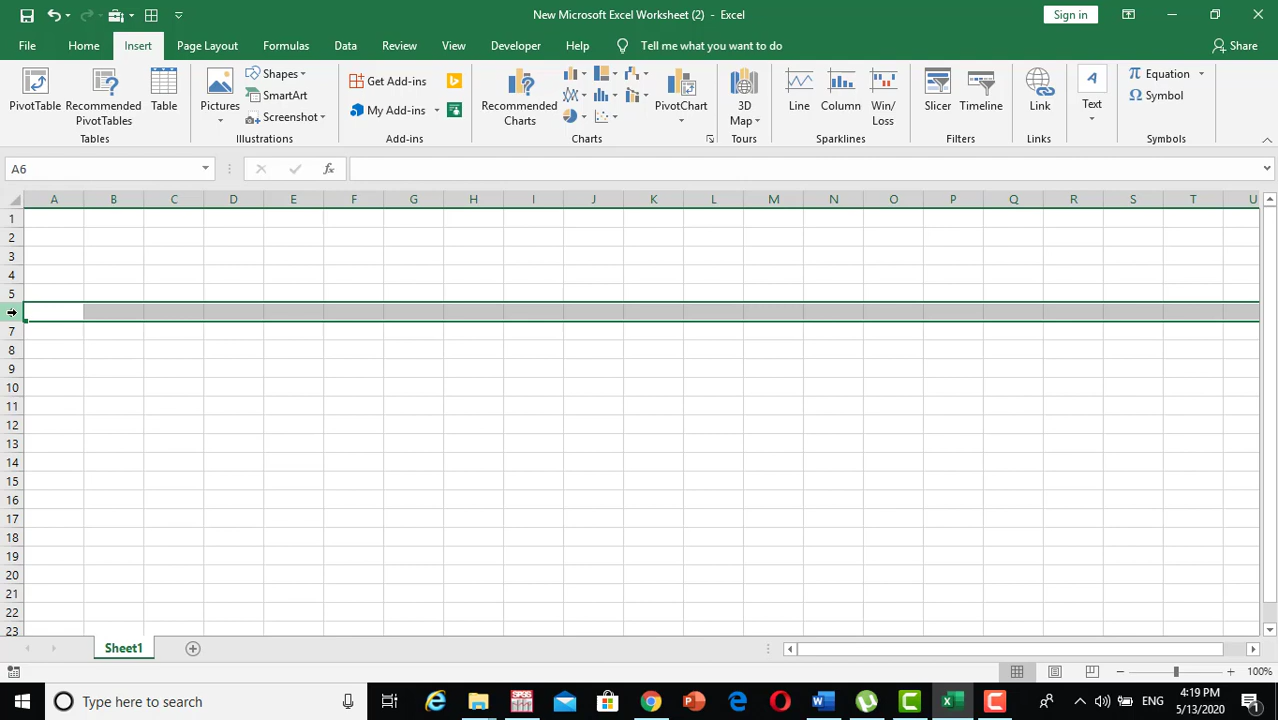 New Microsoft Excel Worksheet (2) - Excel
Sign in
File Home Insert Page Layout Formulas Data Review View Developer Help Tell me what you want to do Share
PivotTable
Recommended
PivotTables
Table
Tables
Pictures
Shapes
SmartArt
Screenshot
Illustrations
Get Add-ins
My Add-ins
Add-ins
Recommended
Charts
PivotChart
Charts
3D
Map
Tours
Line
Column
Win/
Loss
Sparklines
Slicer
Timeline
Filters
Link
Links
Text
Equation
Symbol
Symbols
A6
fx
A B C D E F G H I J K L M N O P Q R S T U
1
2
3
4
5
7
8
9
10
11
12
13
14
15
16
17
18
19
20
21
22
23
Sheet1
100%
Type here to search
SPSS
ENG
4:19 PM
5/13/2020
1